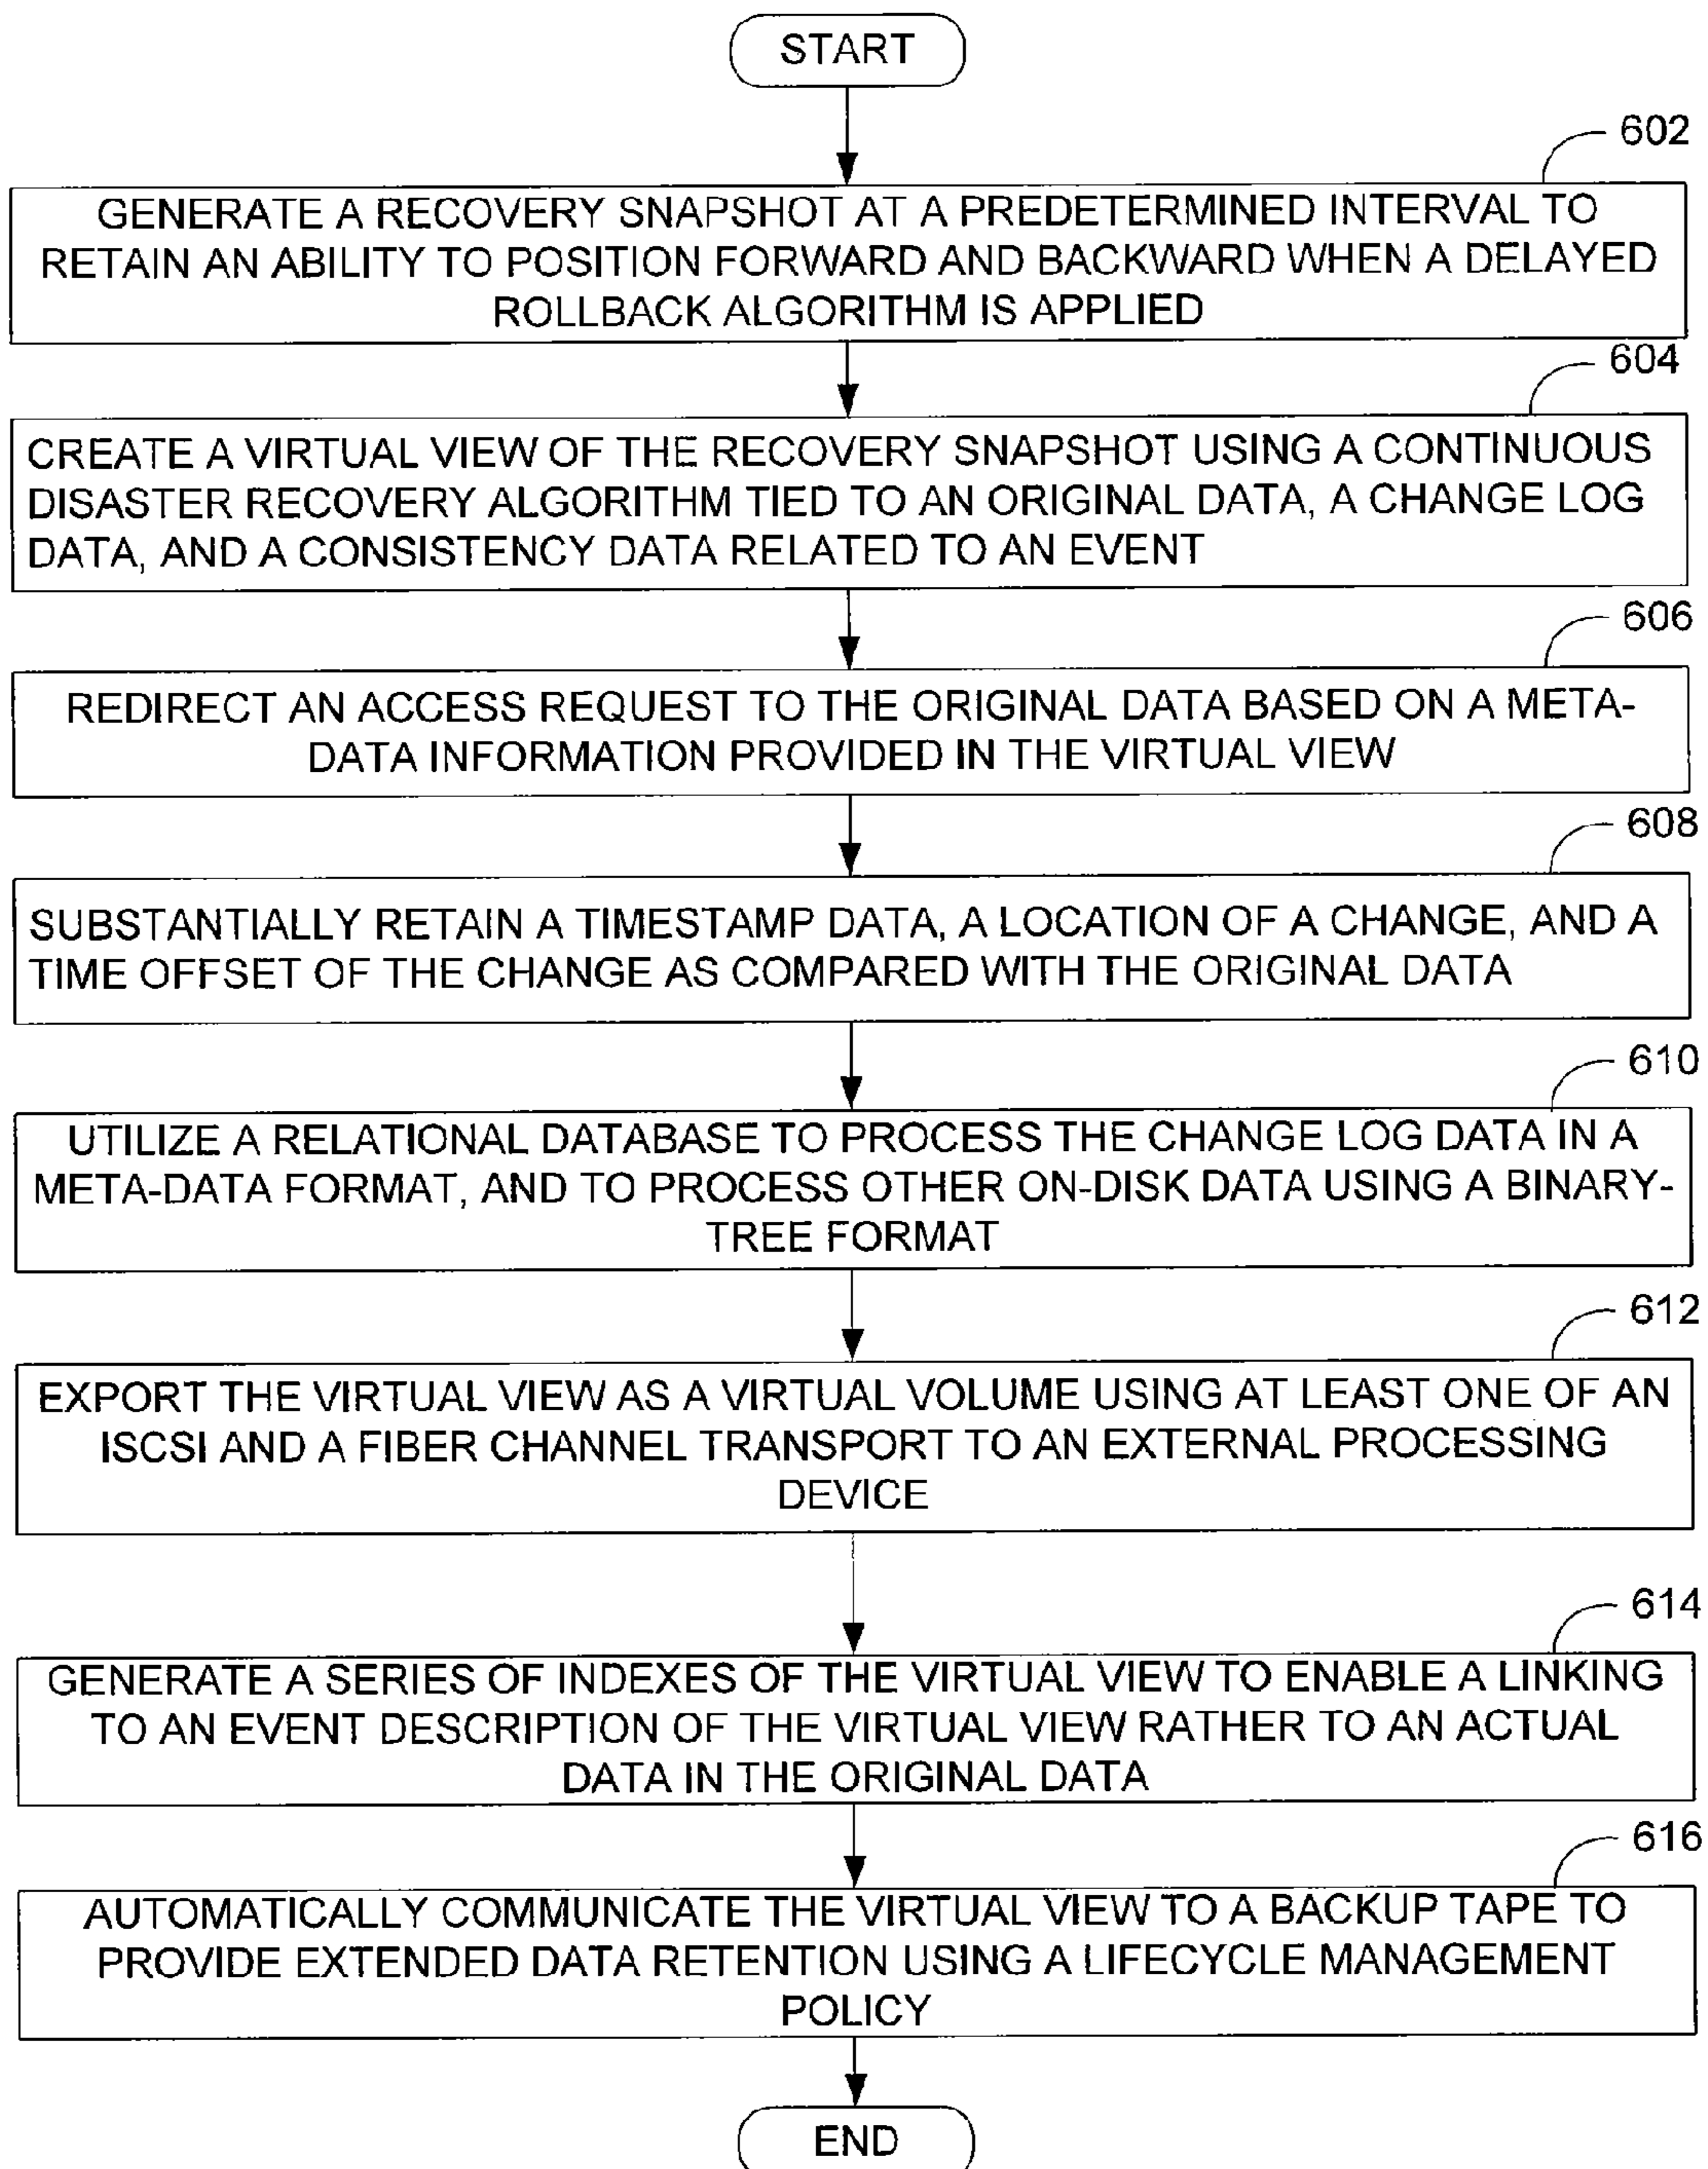 START
602
GENERATE A RECOVERY SNAPSHOT AT A PREDETERMINED INTERVAL TO
RETAIN AN ABILITY TO POSITION FORWARD AND BACKWARD WHEN A DELAYED
ROLLBACK ALGORITHM IS APPLIED
604
CREATE A VIRTUAL VIEW OF THE RECOVERY SNAPSHOT USING A CONTINUOUS
DISASTER RECOVERY ALGORITHM TIED TO AN ORIGINAL DATA, A CHANGE LOG
DATA, AND A CONSISTENCY DATA RELATED TO AN EVENT
606
REDIRECT AN ACCESS REQUEST TO THE ORIGINAL DATA BASED ON A META-
DATA INFORMATION PROVIDED IN THE VIRTUAL VIEW
608
SUBSTANTIALLY RETAIN A TIMESTAMP DATA, A LOCATION OF A CHANGE, AND A
TIME OFFSET OF THE CHANGE AS COMPARED WITH THE ORIGINAL DATA
610
UTILIZE A RELATIONAL DATABASE TO PROCESS THE CHANGE LOG DATA IN A
META-DATA FORMAT, AND TO PROCESS OTHER ON-DISK DATA USING A BINARY-
TREE FORMAT
612
EXPORT THE VIRTUAL VIEW AS A VIRTUAL VOLUME USING AT LEAST ONE OF AN
ISCSI AND A FIBER CHANNEL TRANSPORT TO AN EXTERNAL PROCESSING
DEVICE
614
GENERATE A SERIES OF INDEXES OF THE VIRTUAL VIEW TO ENABLE A LINKING
TO AN EVENT DESCRIPTION OF THE VIRTUAL VIEW RATHER TO AN ACTUAL
DATA IN THE ORIGINAL DATA
616
AUTOMATICALLY COMMUNICATE THE VIRTUAL VIEW TO A BACKUP TAPE TO
PROVIDE EXTENDED DATA RETENTION USING A LIFECYCLE MANAGEMENT
POLICY
END